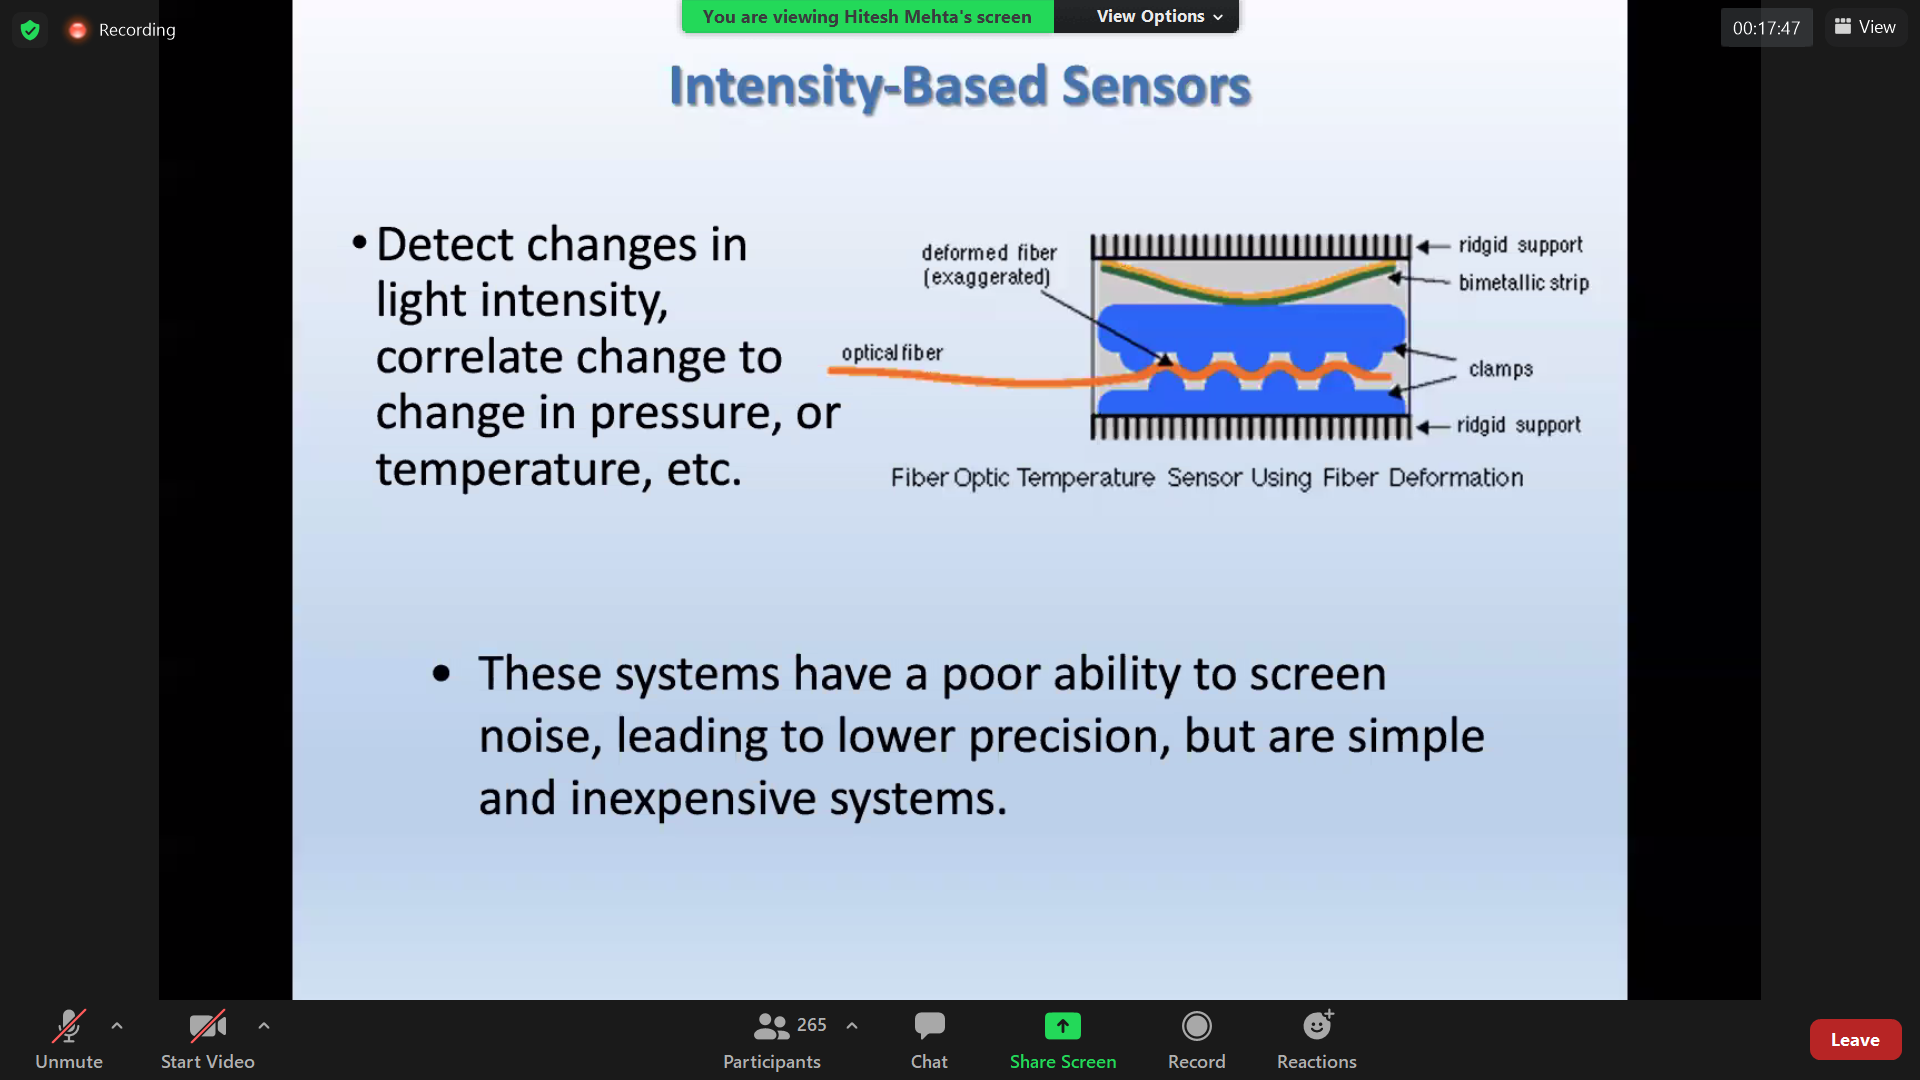 Recording
You are viewing Hitesh Mehta's screen
View Options
00:17:47
View
Intensity-Based Sensors
• Detect changes in
light intensity,
correlate change to
change in pressure, or
temperature, etc.
deformed fiber
(exaggerated)
optical fiber
ridgid support
bimetallic strip
clamps
ridgid support
Fiber Optic Temperature Sensor Using Fiber Deformation
• These systems have a poor ability to screen
noise, leading to lower precision, but are simple
and inexpensive systems.
Unmute
Start Video
265
Participants
Chat
Share Screen
Record
Reactions
Leave